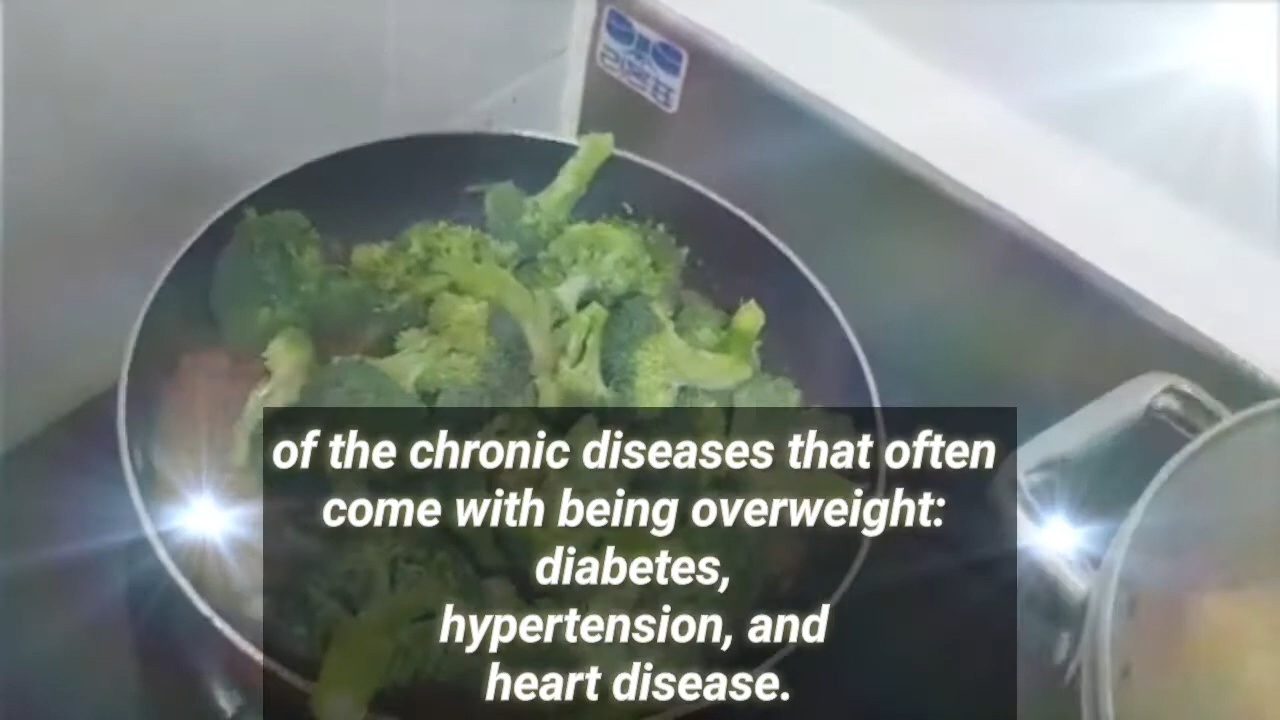 of the chronic diseases that often
come with being overweight:
diabetes,
hypertension, and
heart disease.